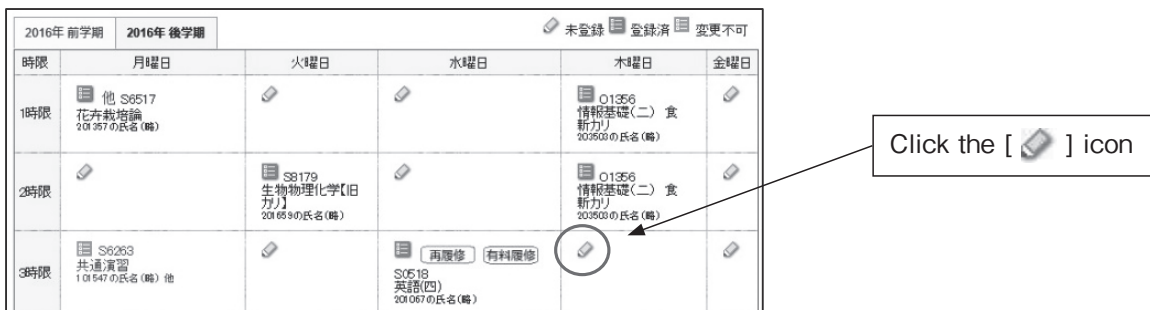 2016年 前学期 2016年 後学期 未登録 登録済 変更不可
時限 月曜日 火曜日 水曜日 木曜日 金曜日
1時限
他 S6517
花卉栽培論
201357の氏名(略)
O1356
情報基礎(二) 食
新カリ
203503の氏名(略)
2時限
S8179
生物物理化学【旧
カリ】
201659の氏名(略)
O1356
情報基礎(二) 食
新カリ
203503の氏名(略)
3時限
S6263
共通演習
101547の氏名(略) 他
再履修 有料履修
S0518
英語(四)
201067の氏名(略)
Click the [ ] icon